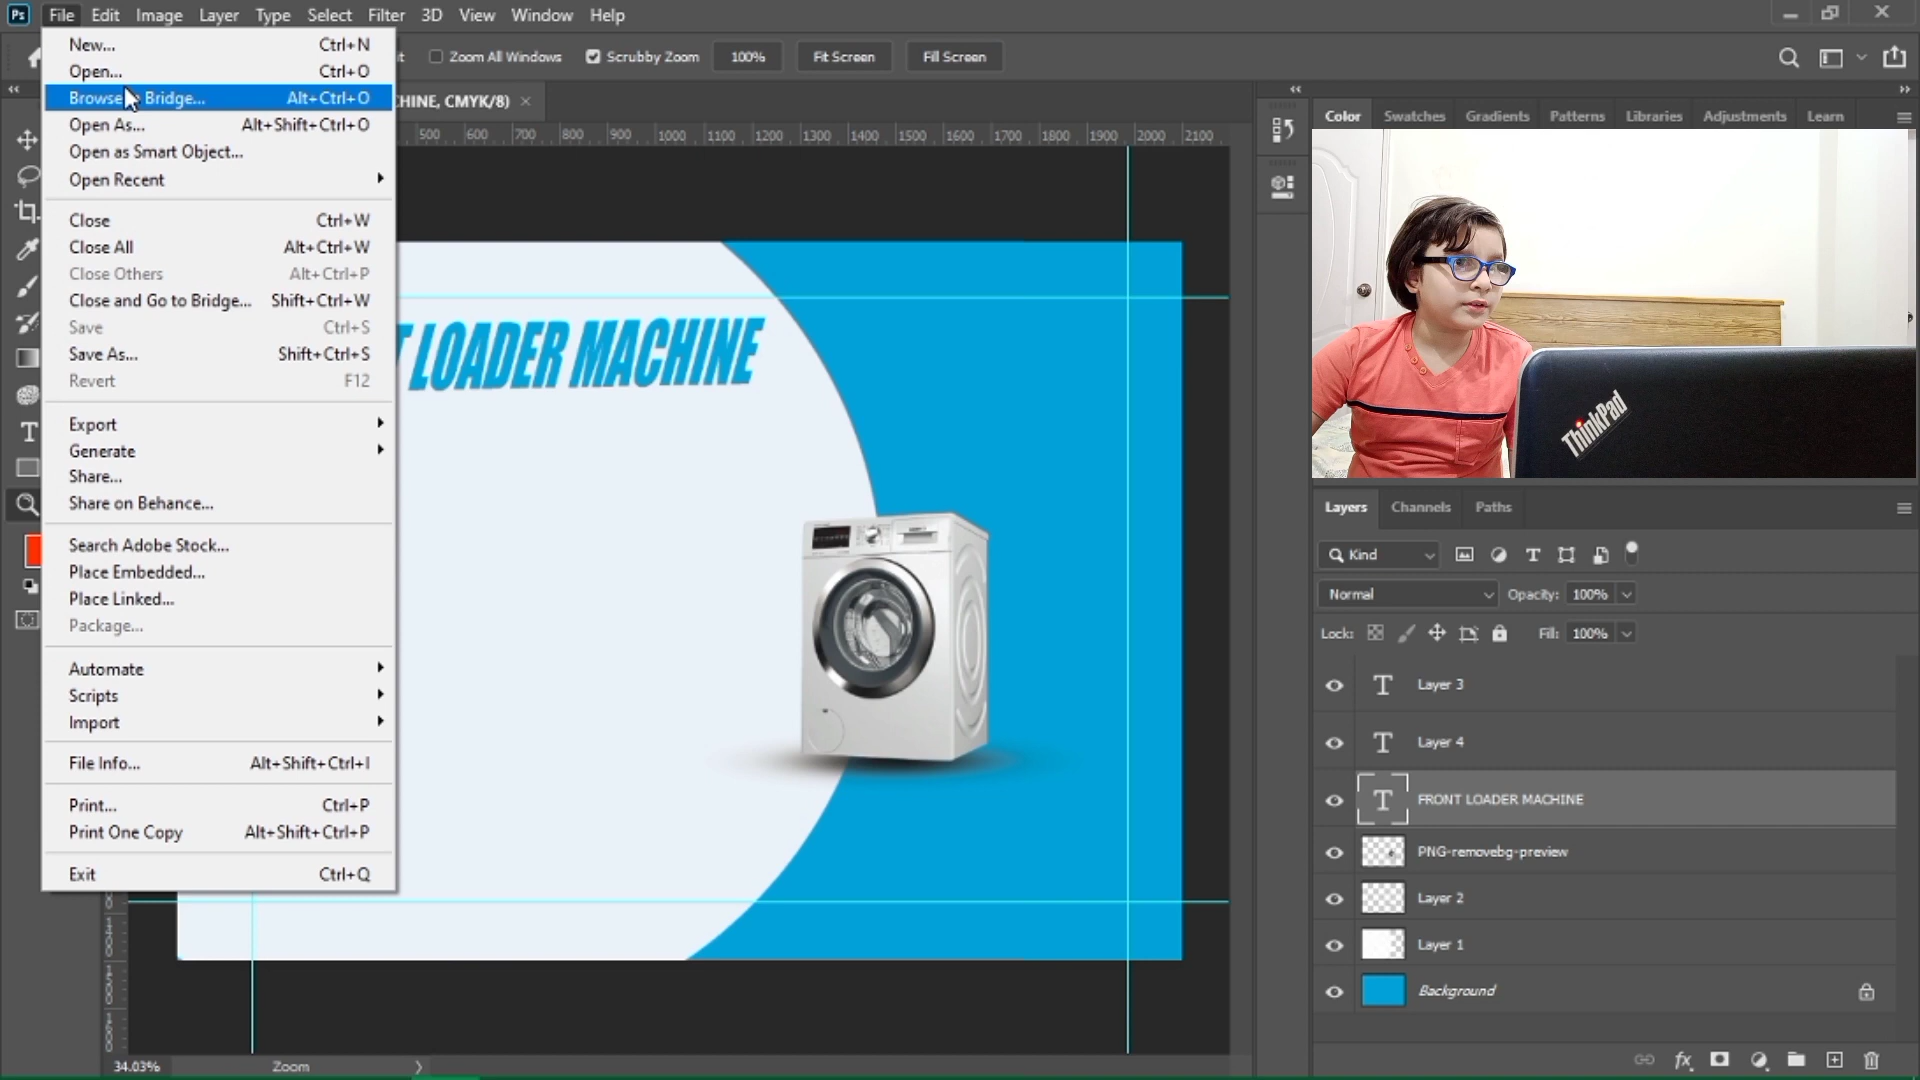 Ps File Edit Image Layer Type Select Filter 3D View Window Help
Zoom All Windows Scrubby Zoom 100% Fit Screen Fill Screen
New... Ctrl+N
Open... Ctrl+O
Browse Bridge... Alt+Ctrl+O
Open As... Alt+Shift+Ctrl+O
Open as Smart Object...
Open Recent
Close Ctrl+W
Close All Alt+Ctrl+W
Close Others Alt+Ctrl+P
Close and Go to Bridge... Shift+Ctrl+W
Save Ctrl+S
Save As... Shift+Ctrl+S
Revert F12
Export
Generate
Share...
Share on Behance...
Search Adobe Stock...
Place Embedded...
Place Linked...
Package...
Automate
Scripts
Import
File Info... Alt+Shift+Ctrl+I
Print... Ctrl+P
Print One Copy Alt+Shift+Ctrl+P
Exit Ctrl+Q
CHINE, CMYK/8) ×
500 600 700 800 900 1000 1100 1200 1300 1400 1500 1600 1700 1800 1900 2000 2100
T LOADER MACHINE
34.03% Zoom
Color Swatches Gradients Patterns Libraries Adjustments Learn
ThinkPad
Layers Channels Paths
Kind
Normal Opacity: 100%
Lock: Fill: 100%
T Layer 3
T Layer 4
T FRONT LOADER MACHINE
PNG-removebg-preview
Layer 2
Layer 1
Background
fx